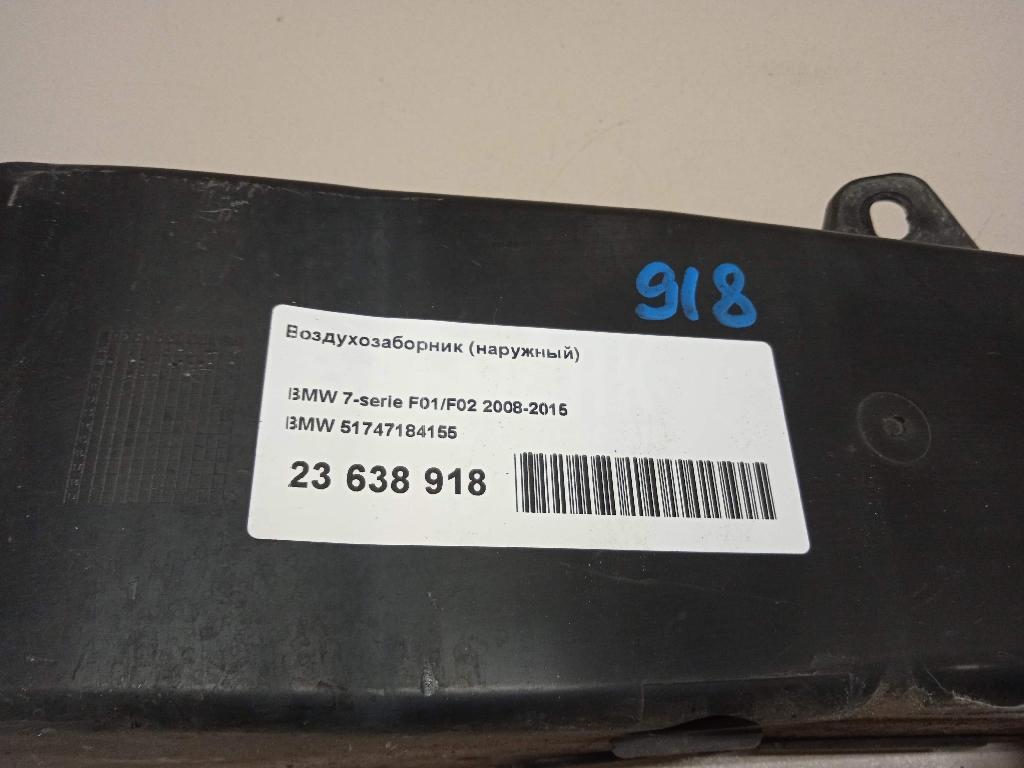 918
Воздухозаборник (наружный)
BMW 7-serie F01/F02 2008-2015
BMW 51747184155
23 638 918